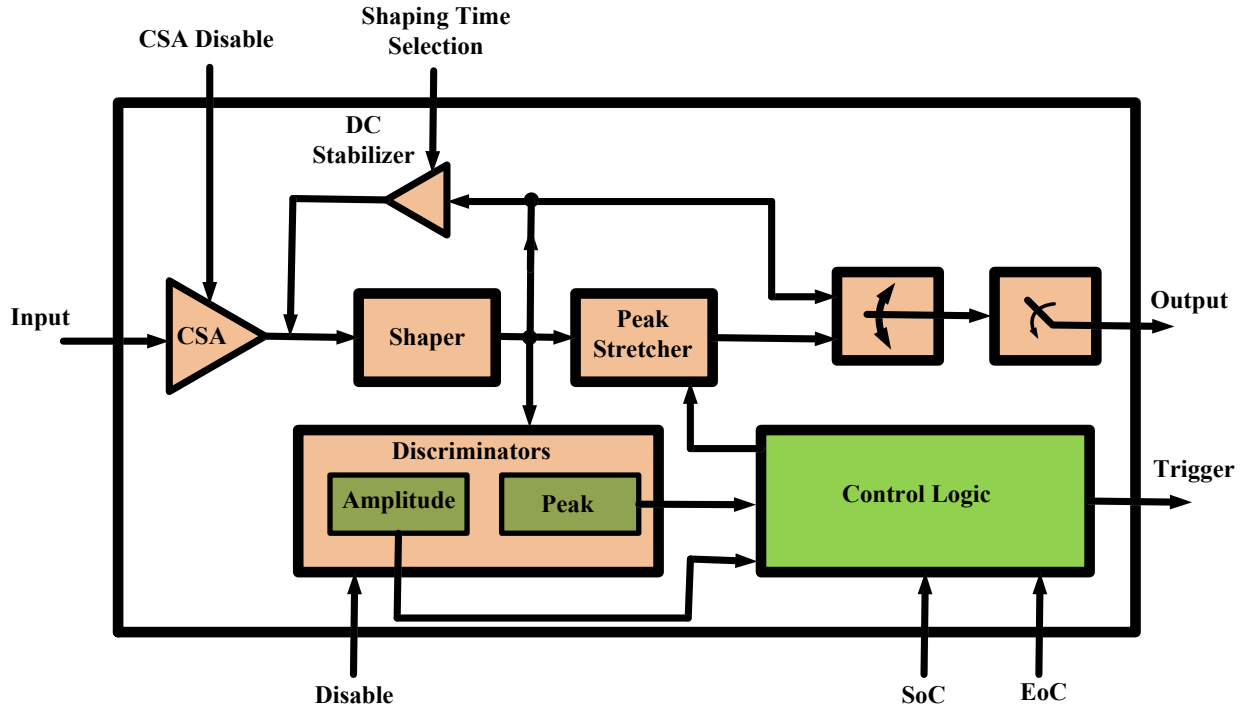 Shaping Time
Selection
CSA Disable
DC
Stabilizer
Input
CSA
Shaper
Peak
Stretcher
Output
Discriminators
Amplitude
Peak
Control Logic
Trigger
Disable
SoC
EoC